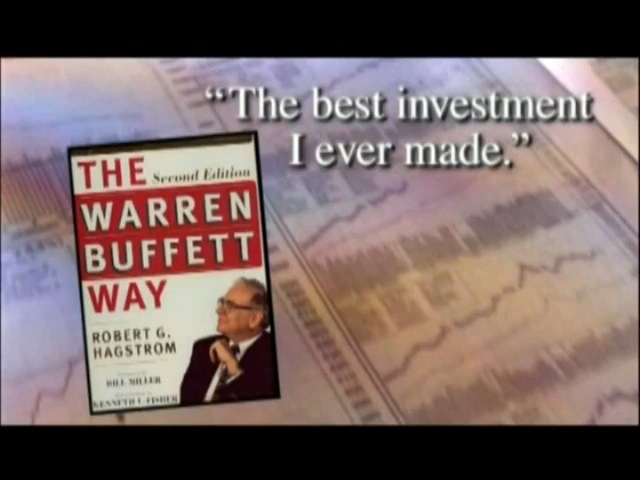 “The best investment
I ever made.”
THE
Second Edition
WARREN
BUFFETT
WAY
ROBERT G.
HAGSTROM
BILL MILLER
KENNETH L. FISHER